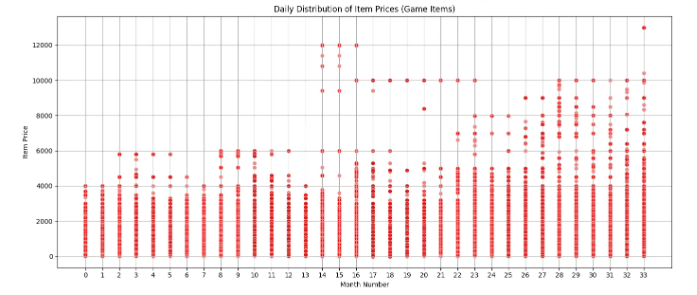 Daily Distribution of Item Prices (Game Items)
Item Price
12000
10000
8000
6000
4000
2000
0
0 1 2 3 4 5 6 7 8 9 10 11 12 13 14 15 16 17 18 19 20 21 22 23 24 25 26 27 28 29 30 31 32 33
Month Number